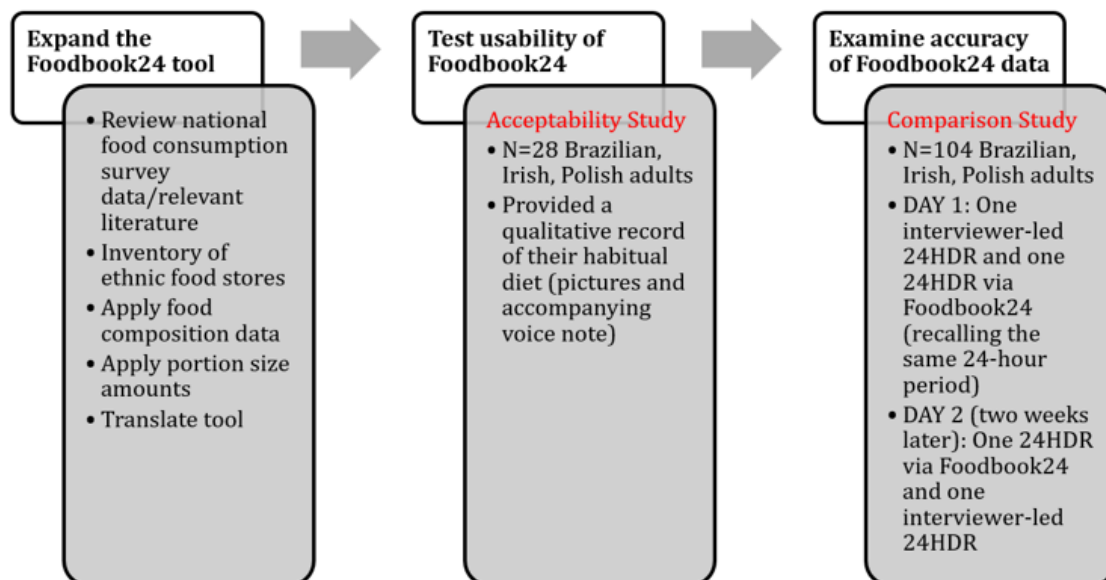 Expand the
Foodbook24 tool
• Review national
food consumption
survey
data/relevant
literature
• Inventory of
ethnic food stores
• Apply food
composition data
• Apply portion size
amounts
• Translate tool
Test usability of
Foodbook24
Acceptability Study
• N=28 Brazilian,
Irish, Polish adults
• Provided a
qualitative record
of their habitual
diet (pictures and
accompanying
voice note)
Examine accuracy
of Foodbook24 data
Comparison Study
• N=104 Brazilian,
Irish, Polish adults
• DAY 1: One
interviewer-led
24HDR and one
24HDR via
Foodbook24
(recalling the
same 24-hour
period)
• DAY 2 (two weeks
later): One 24HDR
via Foodbook24
and one
interviewer-led
24HDR